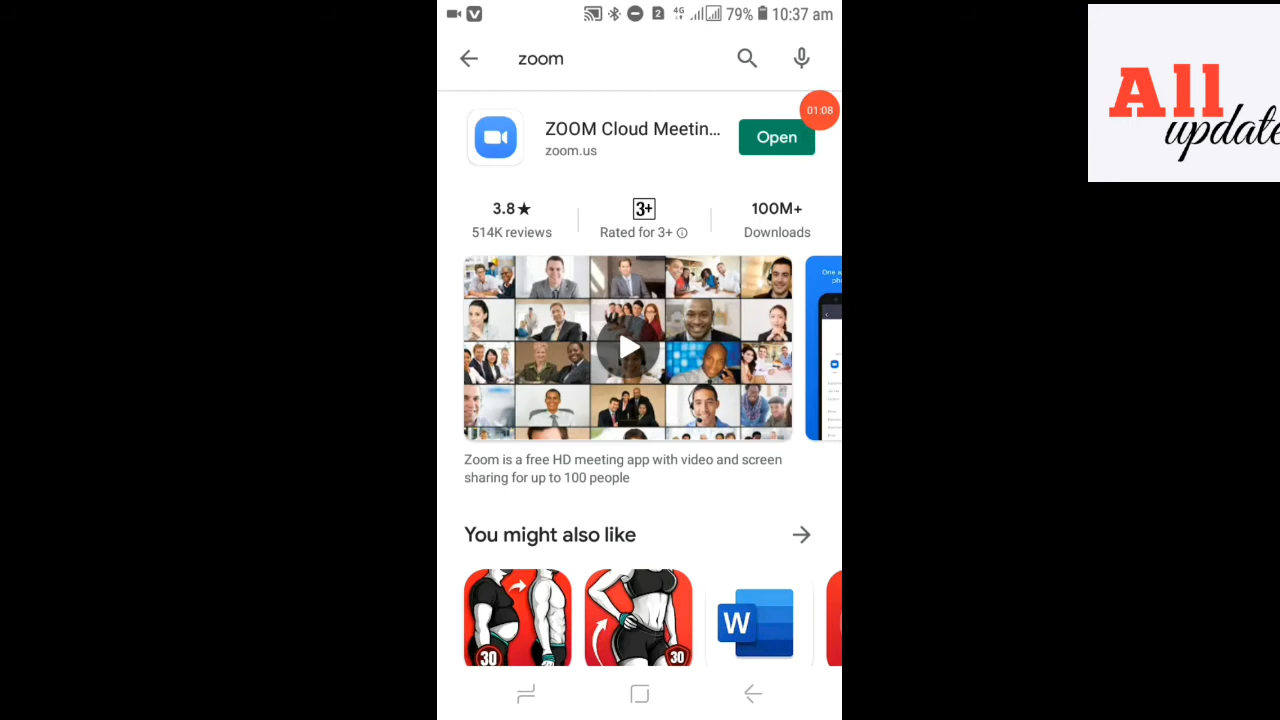 4G 79% 10:37 am
zoom
All
update
01:08
ZOOM Cloud Meetin...
Open
zoom.us
3.8★
3+
100M+
514K reviews
Rated for 3+
Downloads
Zoom is a free HD meeting app with video and screen
sharing for up to 100 people
You might also like
30
30
W